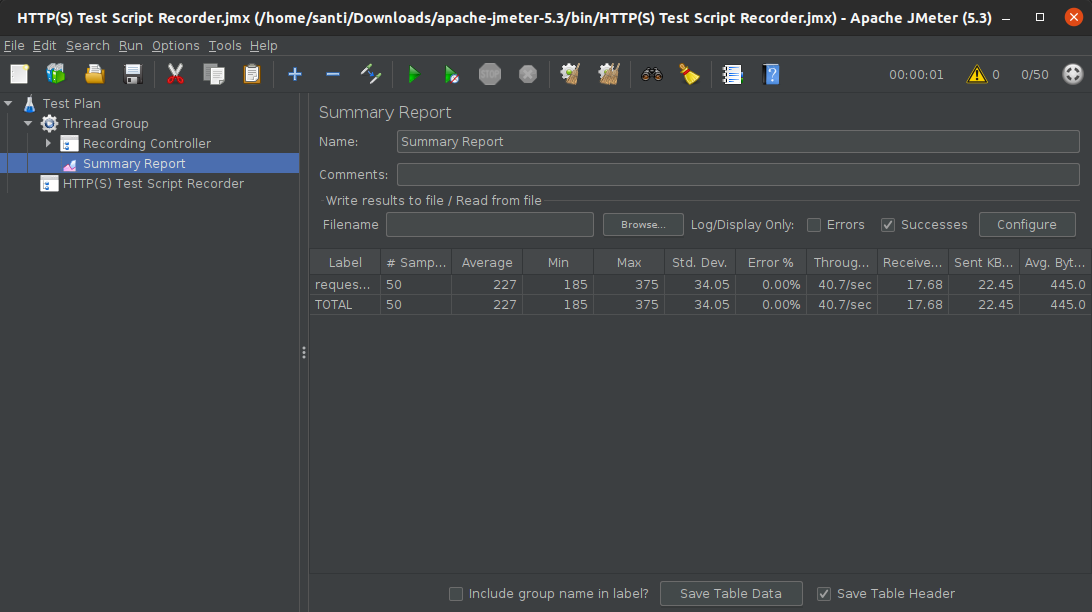 HTTP(S) Test Script Recorder.jmx (/home/santi/Downloads/apache-jmeter-5.3/bin/HTTP(S) Test Script Recorder.jmx) - Apache JMeter (5.3)
File Edit Search Run Options Tools Help
STOP 00:00:01 0 0/50
Test Plan
Thread Group
Recording Controller
Summary Report
HTTP(S) Test Script Recorder
Summary Report
Name: Summary Report
Comments:
Write results to file / Read from file
Filename Browse... Log/Display Only: Errors Successes Configure
Label # Samp... Average Min Max Std. Dev. Error % Throug... Receive... Sent KB... Avg. Byt...
reques... 50 227 185 375 34.05 0.00% 40.7/sec 17.68 22.45 445.0
TOTAL 50 227 185 375 34.05 0.00% 40.7/sec 17.68 22.45 445.0
Include group name in label? Save Table Data Save Table Header